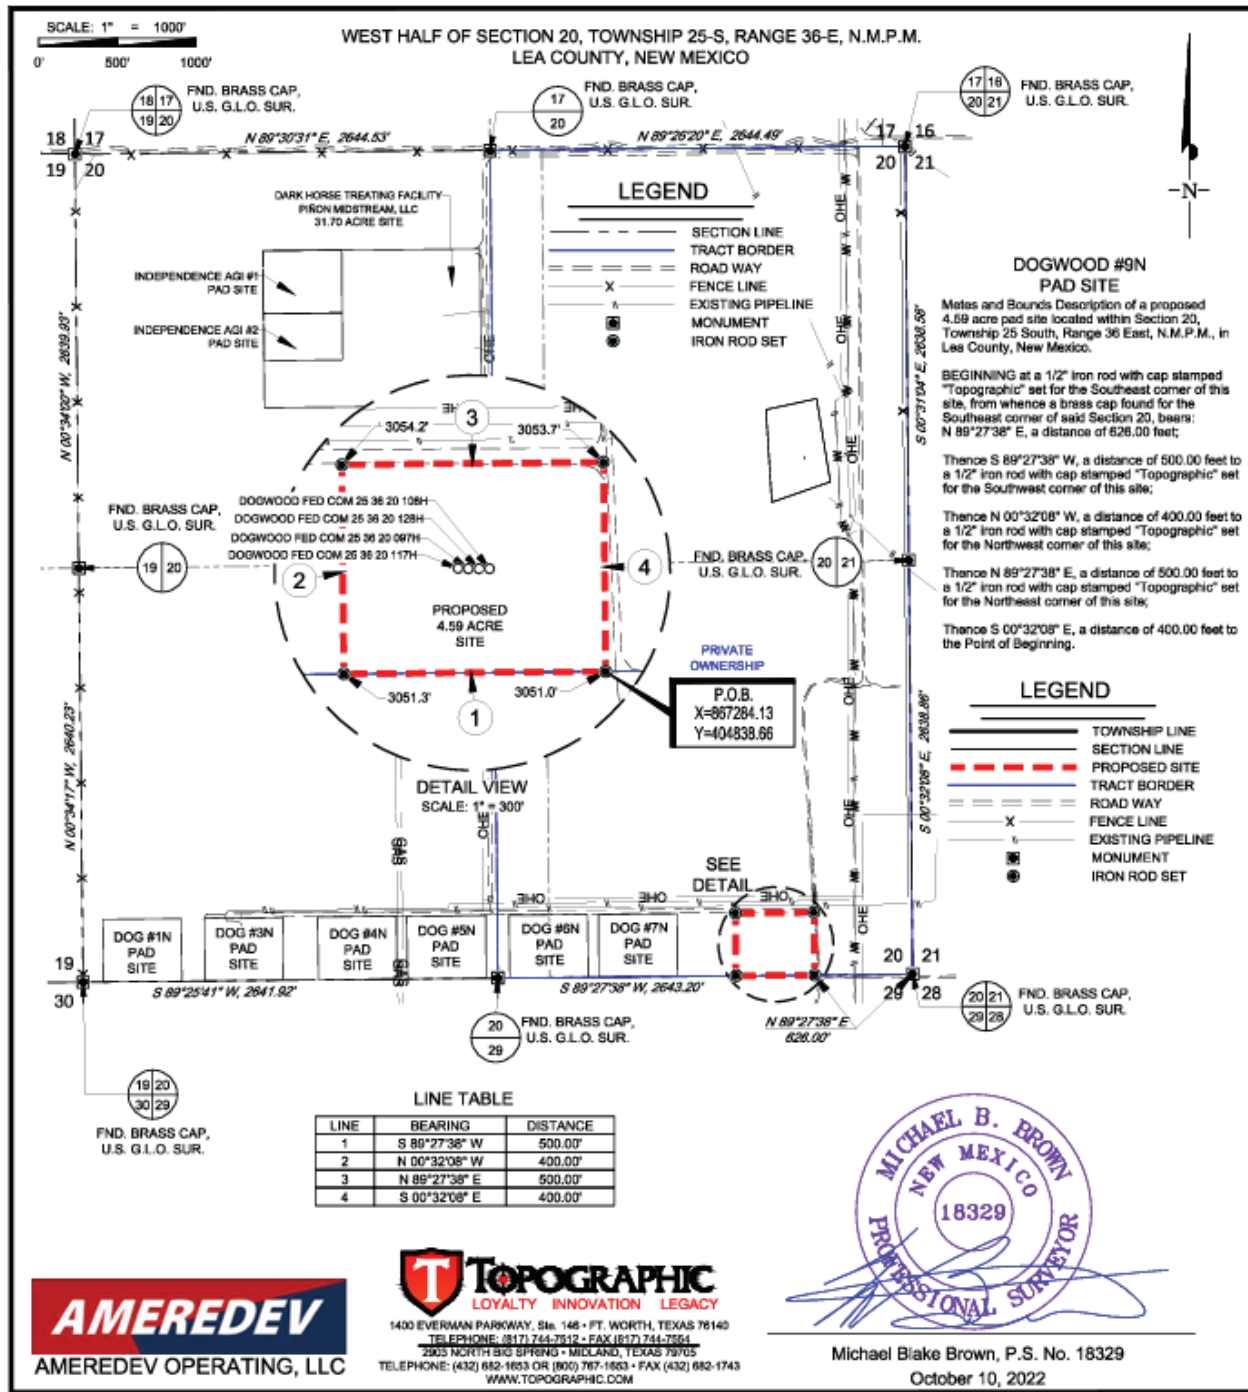 SCALE: 1" = 1000'
0' 500' 1000'
WEST HALF OF SECTION 20, TOWNSHIP 25-S, RANGE 36-E, N.M.P.M.
LEA COUNTY, NEW MEXICO
18 17
19 20
FND. BRASS CAP,
U.S. G.L.O. SUR.
17
20
17 16
20 21
FND. BRASS CAP,
U.S. G.L.O. SUR.
18 17
19 20
N 89°30'31" E, 2644.53'
N 89°26'20" E, 2644.49'
17 16
20 21
-N-
DARK HORSE TREATING FACILITY
PIÑON MIDSTREAM, LLC
31.70 ACRE SITE
INDEPENDENCE AGI #1
PAD SITE
INDEPENDENCE AGI #2
PAD SITE
LEGEND
SECTION LINE
TRACT BORDER
ROAD WAY
FENCE LINE
EXISTING PIPELINE
MONUMENT
IRON ROD SET
OHE
OHE
OHE
OHE
N 00°34'00" W, 2639.93'
S 00°31'04" E, 2638.58'
DOGWOOD #9N
PAD SITE
Metes and Bounds Description of a proposed
4.59 acre pad site located within Section 20,
Township 25 South, Range 36 East, N.M.P.M., in
Lea County, New Mexico.
BEGINNING at a 1/2" iron rod with cap stamped
"Topographic" set for the Southeast corner of this
site, from whence a brass cap found for the
Southeast corner of said Section 20, bears:
N 89°27'38" E, a distance of 626.00 feet;
Thence S 89°27'38" W, a distance of 500.00 feet to
a 1/2" iron rod with cap stamped "Topographic" set
for the Southwest corner of this site;
Thence N 00°32'08" W, a distance of 400.00 feet to
a 1/2" iron rod with cap stamped "Topographic" set
for the Northwest corner of this site;
Thence N 89°27'38" E, a distance of 500.00 feet to
a 1/2" iron rod with cap stamped "Topographic" set
for the Northeast corner of this site;
Thence S 00°32'08" E, a distance of 400.00 feet to
the Point of Beginning.
OHE
OHE
3054.2'
3
3053.7'
DOGWOOD FED COM 25 36 20 108H
DOGWOOD FED COM 25 36 20 128H
DOGWOOD FED COM 25 36 20 097H
DOGWOOD FED COM 25 36 20 117H
2
4
PROPOSED
4.59 ACRE
SITE
3051.3'
3051.0'
1
FND. BRASS CAP,
U.S. G.L.O. SUR.
19 20
FND. BRASS CAP,
U.S. G.L.O. SUR.
20 21
PRIVATE
OWNERSHIP
P.O.B.
X=867284.13
Y=404838.66
DETAIL VIEW
SCALE: 1" = 300'
LEGEND
TOWNSHIP LINE
SECTION LINE
PROPOSED SITE
TRACT BORDER
ROAD WAY
FENCE LINE
EXISTING PIPELINE
MONUMENT
IRON ROD SET
N 00°34'17" W, 2640.23'
S 00°32'08" E, 2638.86'
OHE
OHE
OHE
OHE
GAS
GAS
SEE
DETAIL
OHE
OHE
OHE
DOG #1N
PAD
SITE
DOG #3N
PAD
SITE
DOG #4N
PAD
SITE
DOG #5N
PAD
SITE
DOG #6N
PAD
SITE
DOG #7N
PAD
SITE
19
30
20 21
29 28
S 89°25'41" W, 2641.92'
S 89°27'38" W, 2643.20'
N 89°27'38" E
626.00'
20
29
FND. BRASS CAP,
U.S. G.L.O. SUR.
20 21
29 28
FND. BRASS CAP,
U.S. G.L.O. SUR.
19 20
30 29
FND. BRASS CAP,
U.S. G.L.O. SUR.
LINE TABLE
LINE BEARING DISTANCE
1 S 89°27'38" W 500.00'
2 N 00°32'08" W 400.00'
3 N 89°27'38" E 500.00'
4 S 00°32'08" E 400.00'
MICHAEL B. BROWN
NEW MEXICO
18329
PROFESSIONAL SURVEYOR
AMEREDEV
AMEREDEV OPERATING, LLC
T TOPOGRAPHIC
LOYALTY INNOVATION LEGACY
1400 EVERMAN PARKWAY, Ste. 146 • FT. WORTH, TEXAS 76140
TELEPHONE: (817) 744-7512 • FAX (817) 744-7554
2903 NORTH BIG SPRING • MIDLAND, TEXAS 79705
TELEPHONE: (432) 682-1653 OR (800) 767-1653 • FAX (432) 682-1743
WWW.TOPOGRAPHIC.COM
Michael Blake Brown, P.S. No. 18329
October 10, 2022